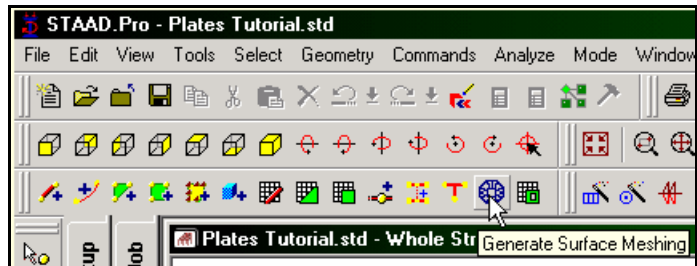 STAAD.Pro - Plates Tutorial.std
File Edit View Tools Select Geometry Commands Analyze Mode Window
Plates Tutorial.std - Whole Str
Generate Surface Meshing